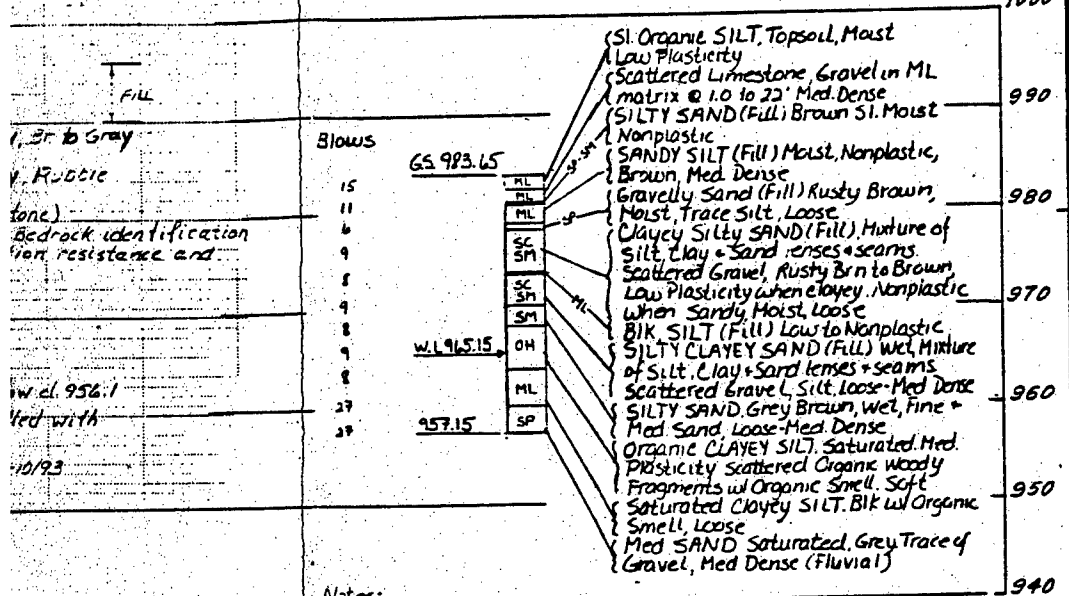 1000
Sl. Organic SILT, Topsoil, Moist
Low Plasticity
Scattered Limestone, Gravel in ML
matrix @ 1.0 to 22' Med. Dense
990
SILTY SAND (Fill) Brown Sl. Moist
Nonplastic
SANDY SILT (Fill) Moist, Nonplastic,
Brown, Med Dense
Gravelly Sand (Fill) Rusty Brown,
Moist, Trace Silt, Loose
980
Clayey Silty SAND (Fill), Mixture of
Silt, Clay + Sand lenses + seams.
Scattered Gravel, Rusty Brn to Brown,
Low Plasticity when clayey. Nonplastic
when Sandy, Moist, Loose
970
Blk. SILT (Fill) Low to Nonplastic
SILTY CLAYEY SAND (Fill) Wet, Mixture
of Silt, Clay + Sand lenses + seams
Scattered Gravel, Silt, Loose-Med Dense
960
SILTY SAND, Grey Brown, Wet, Fine +
Med. Sand Loose-Med. Dense
Organic CLAYEY SILT, Saturated, Med.
Plasticity Scattered Organic Woody
Fragments w/ Organic Smell. Soft
950
Saturated Clayey SILT. Blk w/ Organic
Smell, Loose
Med SAND Saturated, Grey Trace of
Gravel, Med Dense (Fluvial)
940
Fill
, Br to Gray
Rubble
tone)
Bedrock identification
ion resistance and
w el. 956.1
led with
10/93
Blows
15
11
6
9
8
9
8
9
8
27
27
G.S. 983.65
W.L 965.15
957.15
ML
ML
SP-SM
ML
SP
SC
SM
ML
SC
SM
SM
OH
ML
SP
Notes: